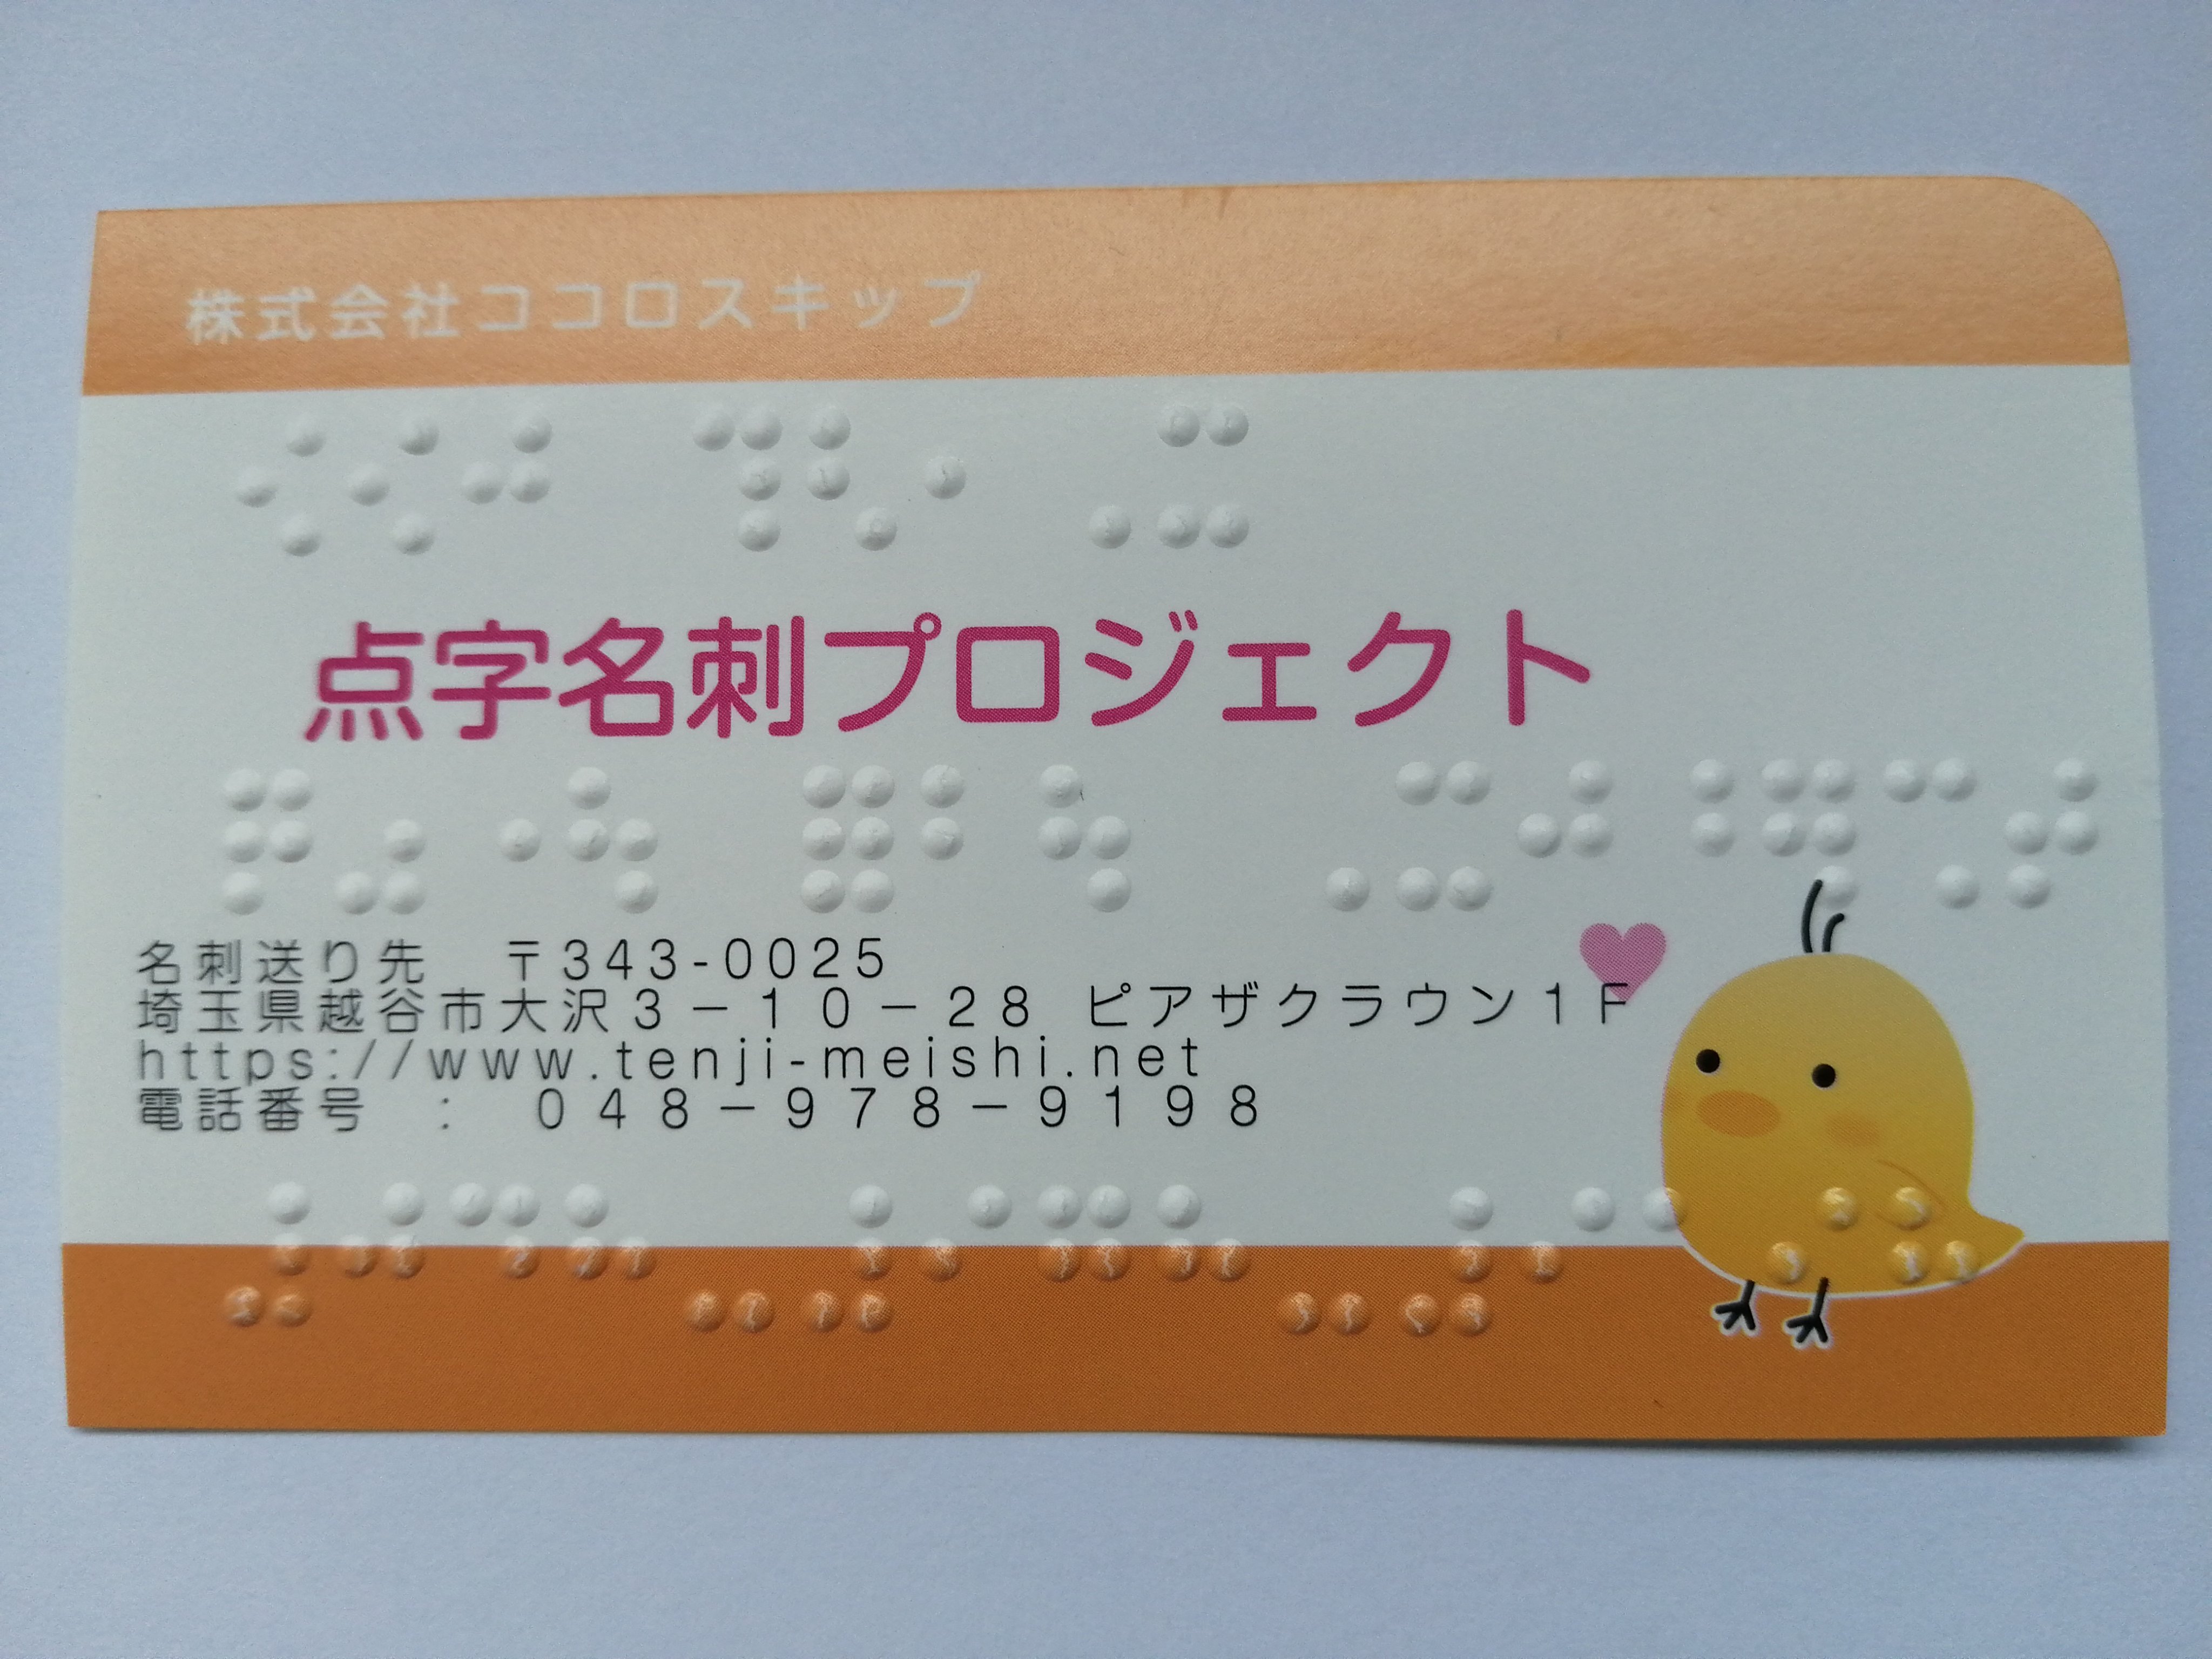 株式会社ココロスキップ
⠪⠪⠚⠹⠣⠂⠠⠭
点字名刺プロジェクト
⠟⠴⠐⠳⠿⠃⠳⠀⠠⠭⠚⠘⠻⠩⠞
名刺送り先　〒343-0025
埼玉県越谷市大沢３－１０－２８ ピアザクラウン１Ｆ
https://www.tenji-meishi.net
電話番号　：　０４８－９７８－９１９８
⠼⠚⠙⠓⠤⠼⠊⠛⠓⠤⠼⠊⠁⠊⠓